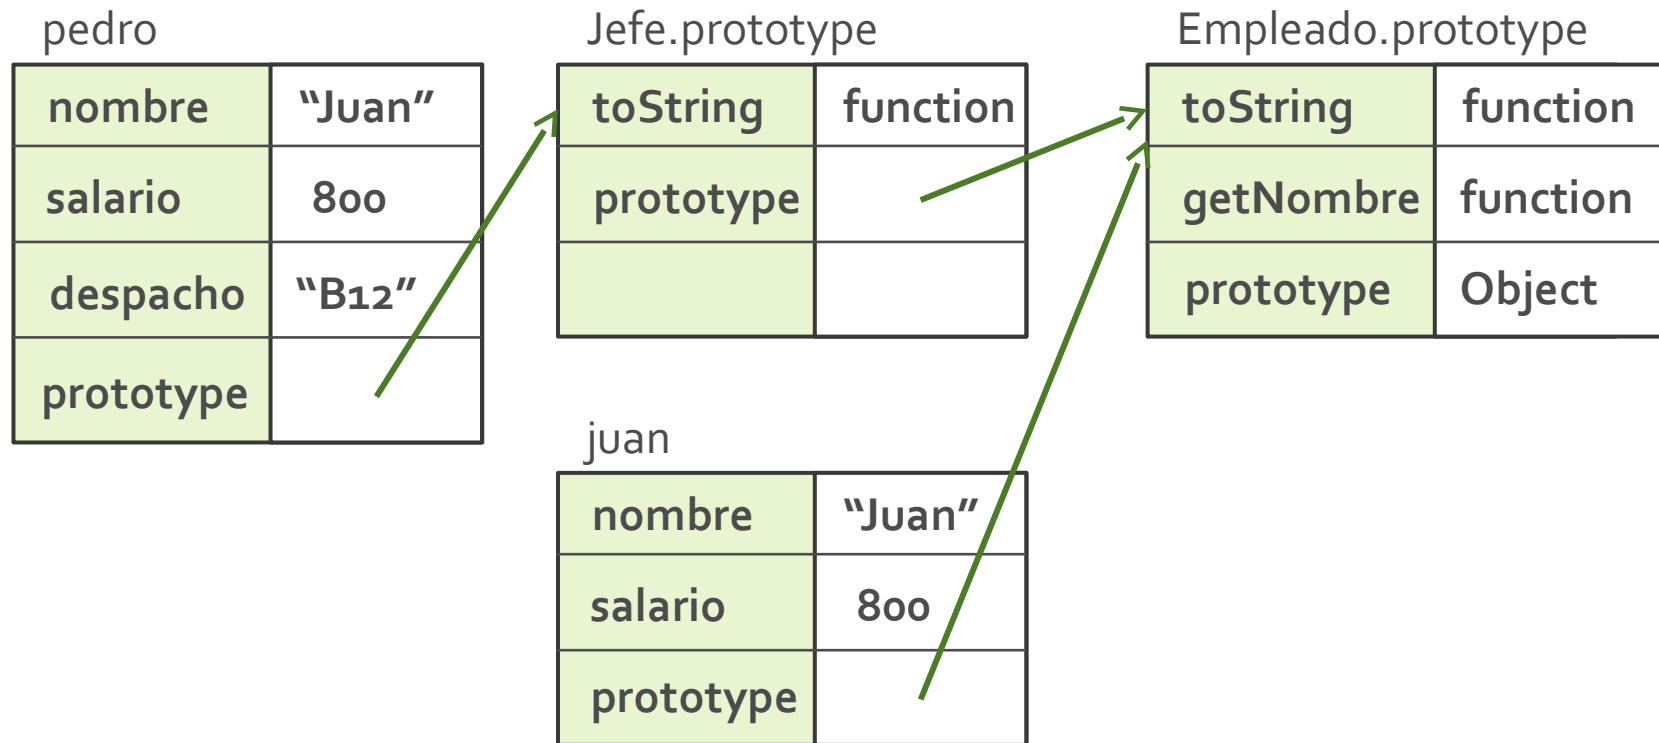 pedro
nombre “Juan”
salario 800
despacho “B12”
prototype
Jefe.prototype
toString function
prototype
Empleado.prototype
toString function
getNombre function
prototype Object
juan
nombre “Juan”
salario 800
prototype